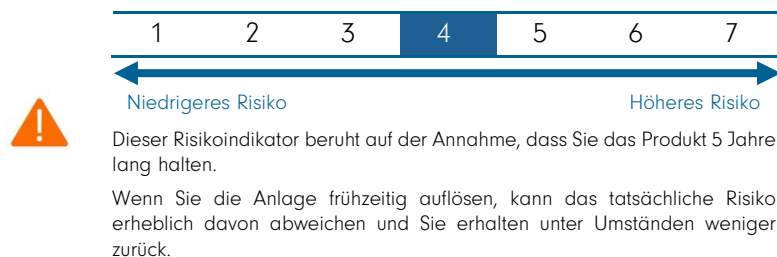 1 2 3 4 5 6 7
Niedrigeres Risiko Höheres Risiko
Dieser Risikoindikator beruht auf der Annahme, dass Sie das Produkt 5 Jahre
lang halten.
Wenn Sie die Anlage frühzeitig auflösen, kann das tatsächliche Risiko
erheblich davon abweichen und Sie erhalten unter Umständen weniger
zurück.